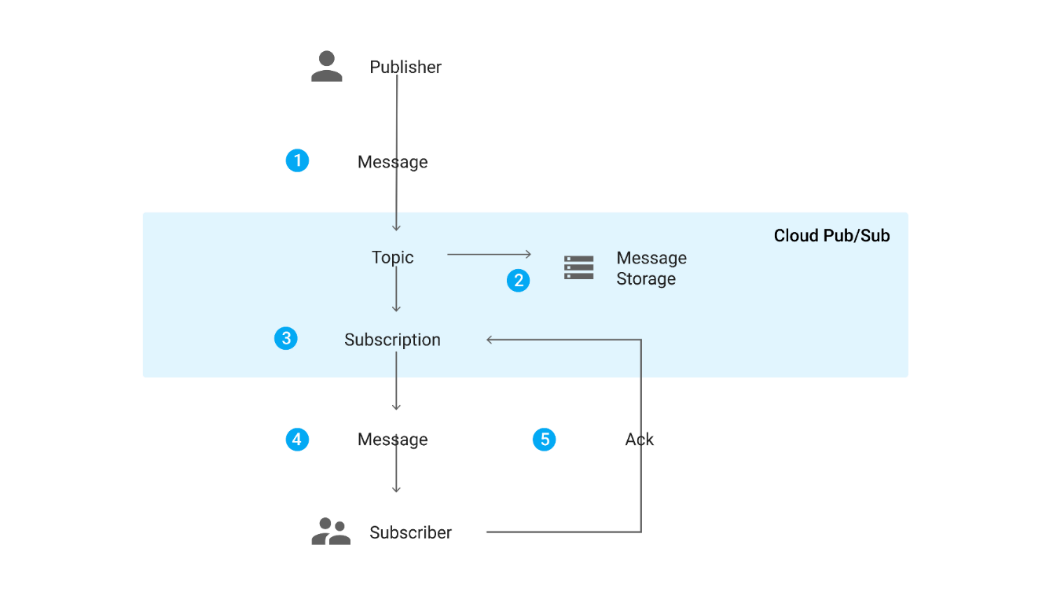 Publisher
1
Message
Cloud Pub/Sub
Topic
Message
Storage
2
3
Subscription
4
Message
5
Ack
Subscriber